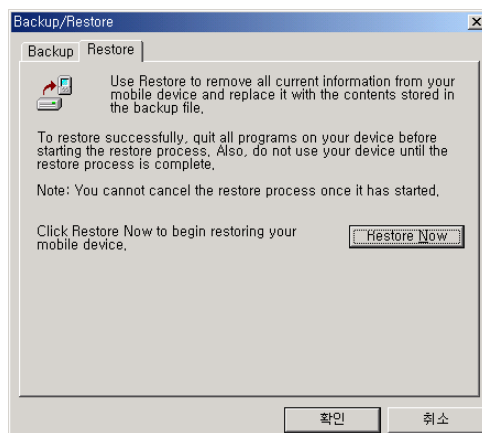 Backup/Restore
Backup
Restore
Use Restore to remove all current information from your
mobile device and replace it with the contents stored in
the backup file,
To restore successfully, quit all programs on your device before
starting the restore process, Also, do not use your device until the
restore process is complete,
Note: You cannot cancel the restore process once it has started,
Click Restore Now to begin restoring your
mobile device,
Restore Now
확인
취소